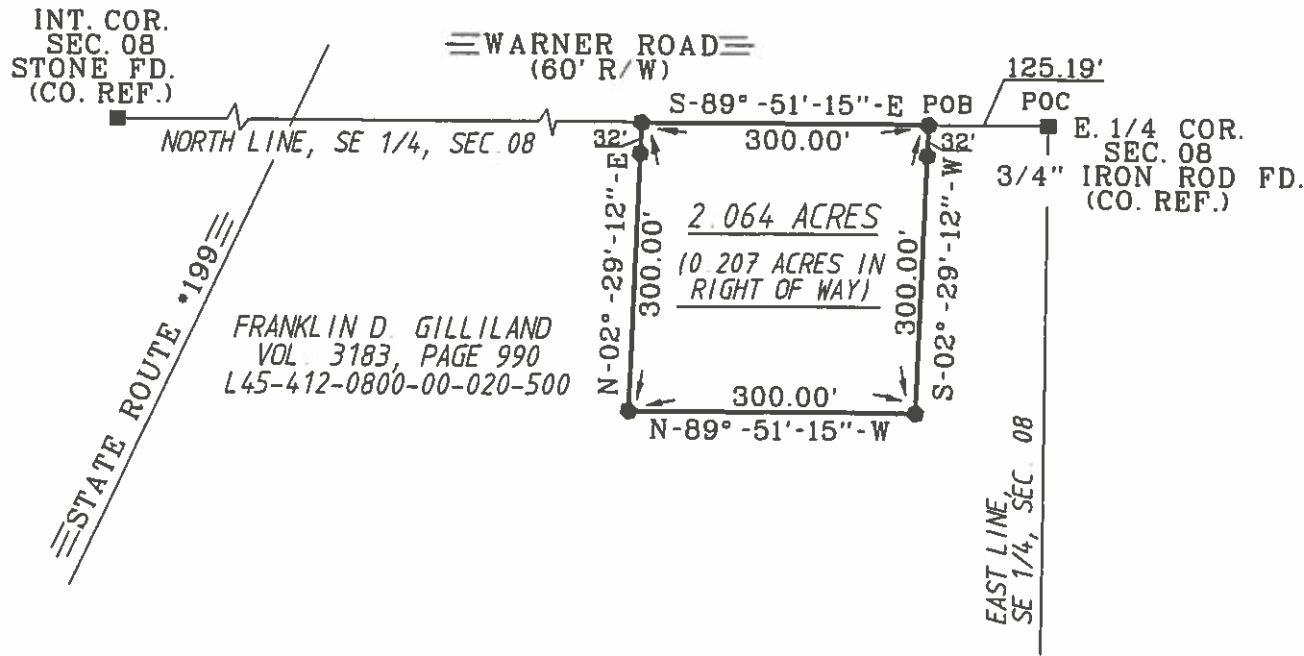 INT. COR.
SEC. 08
STONE FD.
(CO. REF.)
WARNER ROAD
(60' R/W)
125.19'
S-89°-51'-15"-E
POB
POC
300.00'
NORTH LINE, SE 1/4, SEC. 08
32'
32'
E. 1/4 COR.
SEC. 08
3/4" IRON ROD FD.
(CO. REF.)
N-02°-29'-12"-E
300.00'
2.064 ACRES
(0.207 ACRES IN
RIGHT OF WAY)
300.00'
S-02°-29'-12"-W
STATE ROUTE #199
FRANKLIN D. GILLILAND
VOL. 3183, PAGE 990
L45-412-0800-00-020-500
300.00'
N-89°-51'-15"-W
EAST LINE,
SE 1/4, SEC. 08